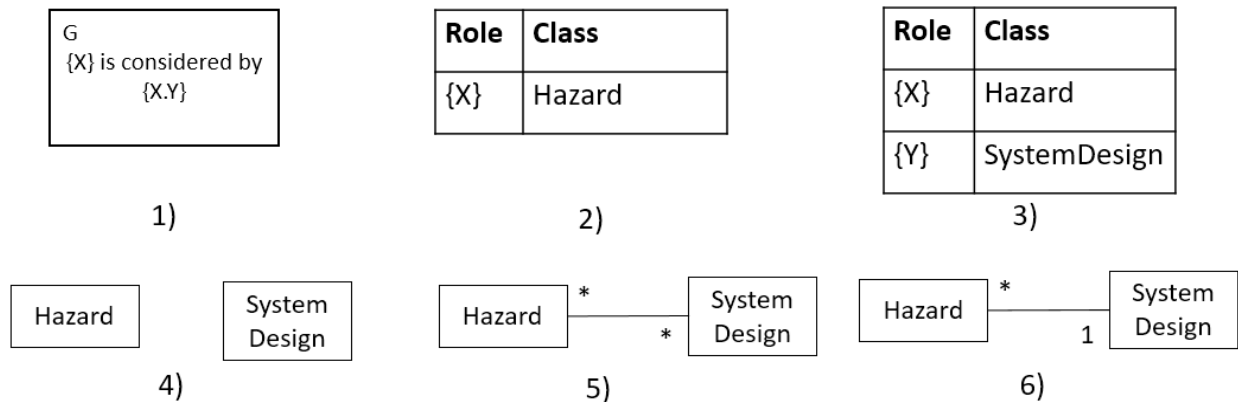 G
{X} is considered by
{X.Y}
1)
Role Class
{X} Hazard
2)
Role Class
{X} Hazard
{Y} SystemDesign
3)
Hazard
System
Design
4)
Hazard
*
*
System
Design
5)
Hazard
*
1
System
Design
6)